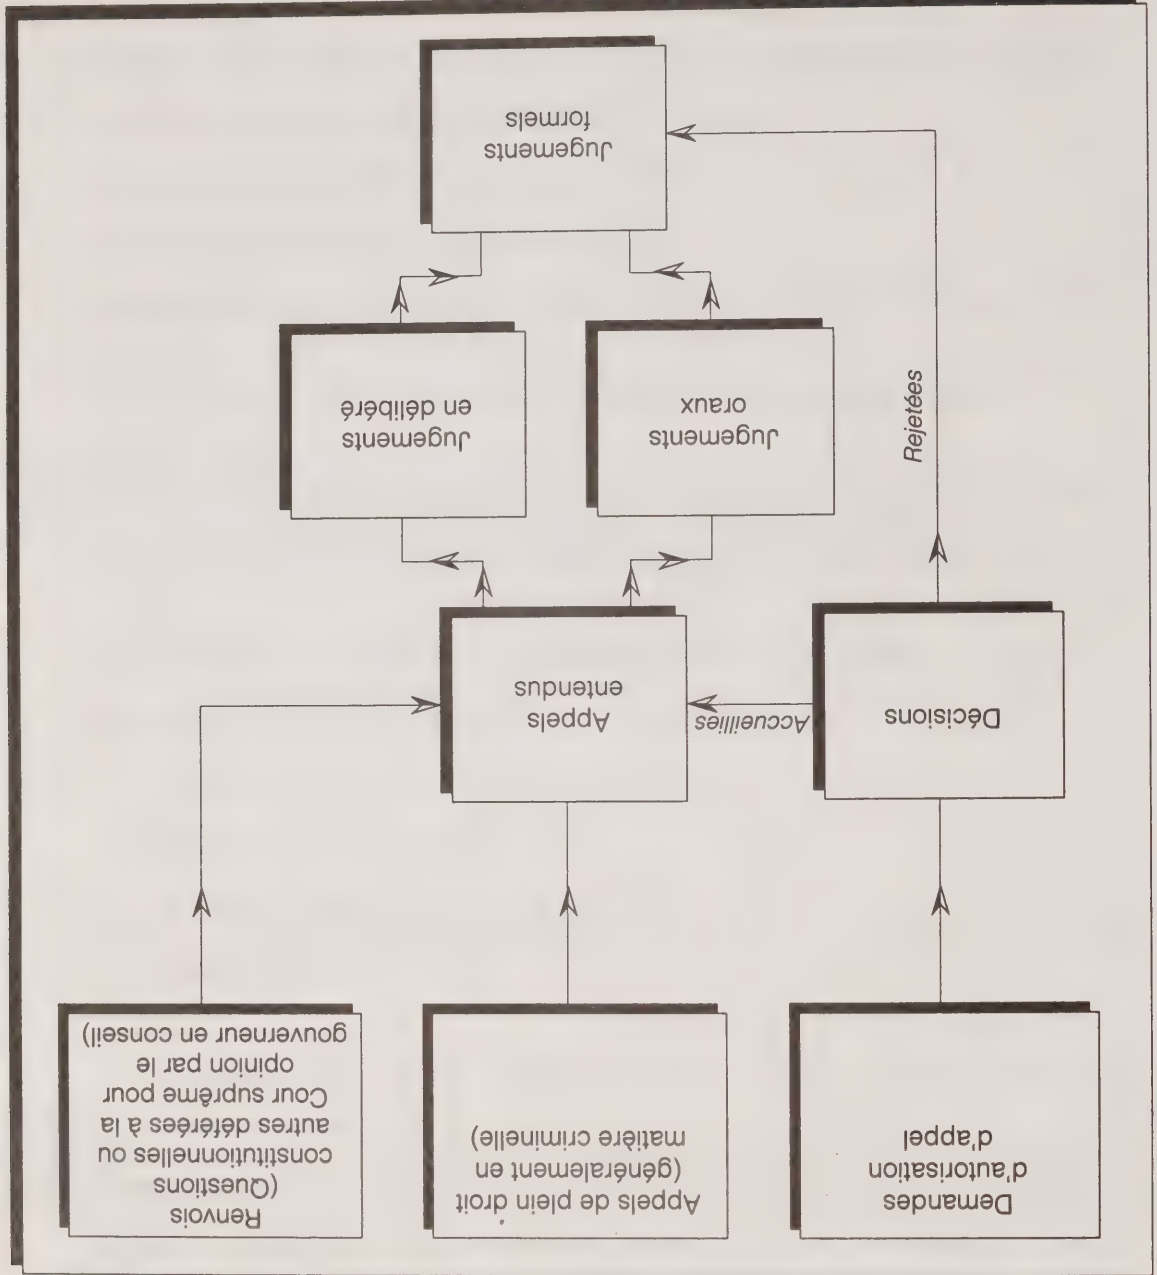 Demandes
d'autorisation
d'appel
Appels de plein droit
(généralement en
matière criminelle)
Renvois
(Questions
constitutionnelles ou
autres déférées à la
Cour suprême pour
opinion par le
gouverneur en conseil)
Décisions
Accueillies
Appels
entendus
Rejetées
Jugements
oraux
Jugements
en délibéré
Jugements
formels